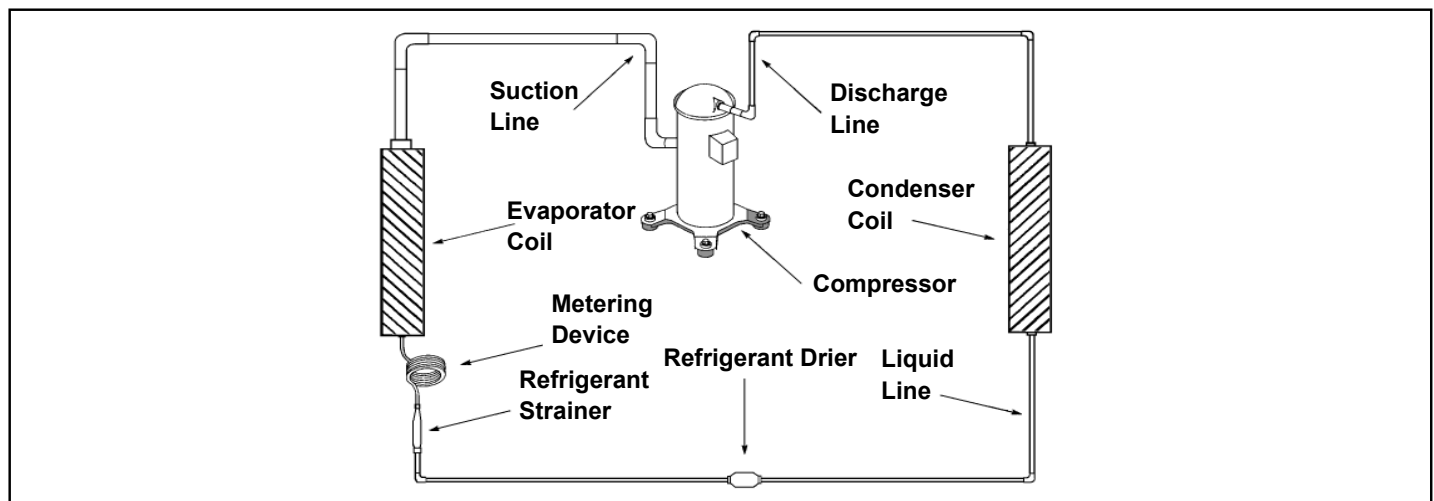 Suction
Line
Discharge
Line
Evaporator
Coil
Condenser
Coil
Compressor
Metering
Device
Refrigerant Drier
Liquid
Line
Refrigerant
Strainer